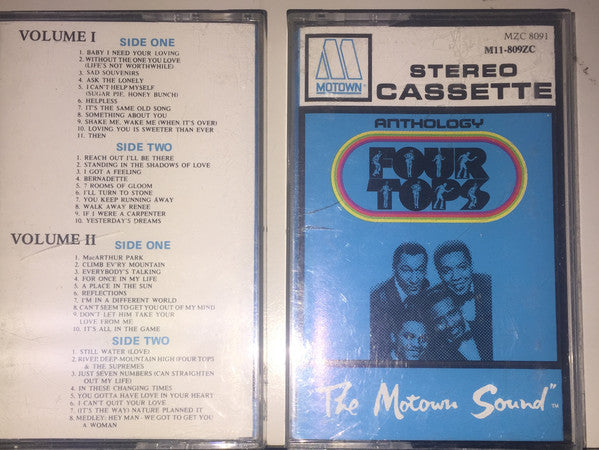 VOLUME I
SIDE ONE
1. BABY I NEED YOUR LOVING
2. WITHOUT THE ONE YOU LOVE
(LIFE'S NOT WORTHWHILE)
3. SAD SOUVENIRS
4. ASK THE LONELY
5. I CAN'T HELP MYSELF
(SUGAR PIE, HONEY BUNCH)
6. HELPLESS
7. IT'S THE SAME OLD SONG
8. SOMETHING ABOUT YOU
9. SHAKE ME, WAKE ME (WHEN IT'S OVER)
10. LOVING YOU IS SWEETER THAN EVER
11. THEN
SIDE TWO
1. REACH OUT I'LL BE THERE
2. STANDING IN THE SHADOWS OF LOVE
3. I GOT A FEELING
4. BERNADETTE
5. 7 ROOMS OF GLOOM
6. I'LL TURN TO STONE
7. YOU KEEP RUNNING AWAY
8. WALK AWAY RENEE
9. IF I WERE A CARPENTER
10. YESTERDAY'S DREAMS
VOLUME II
SIDE ONE
1. MacARTHUR PARK
2. CLIMB EV'RY MOUNTAIN
3. EVERYBODY'S TALKING
4. FOR ONCE IN MY LIFE
5. A PLACE IN THE SUN
6. REFLECTIONS
7. I'M IN A DIFFERENT WORLD
8. CAN'T SEEM TO GET YOU OUT OF MY MIND
9. DON'T LET HIM TAKE YOUR
LOVE FROM ME
10. IT'S ALL IN THE GAME
SIDE TWO
1. STILL WATER (LOVE)
2. RIVER DEEP-MOUNTAIN HIGH (FOUR TOPS
& THE SUPREMES
3. JUST SEVEN NUMBERS (CAN STRAIGHTEN
OUT MY LIFE)
4. IN THESE CHANGING TIMES
5. YOU GOTTA HAVE LOVE IN YOUR HEART
6. I CAN'T QUIT YOUR LOVE
7. (IT'S THE WAY) NATURE PLANNED IT
8. MEDLEY: HEY MAN - WE GOT TO GET YOU
A WOMAN
MZC 8091
M11-809ZC
M
MOTOWN
STEREO
CASSETTE
ANTHOLOGY
FOUR
TOPS
The Motown Sound™